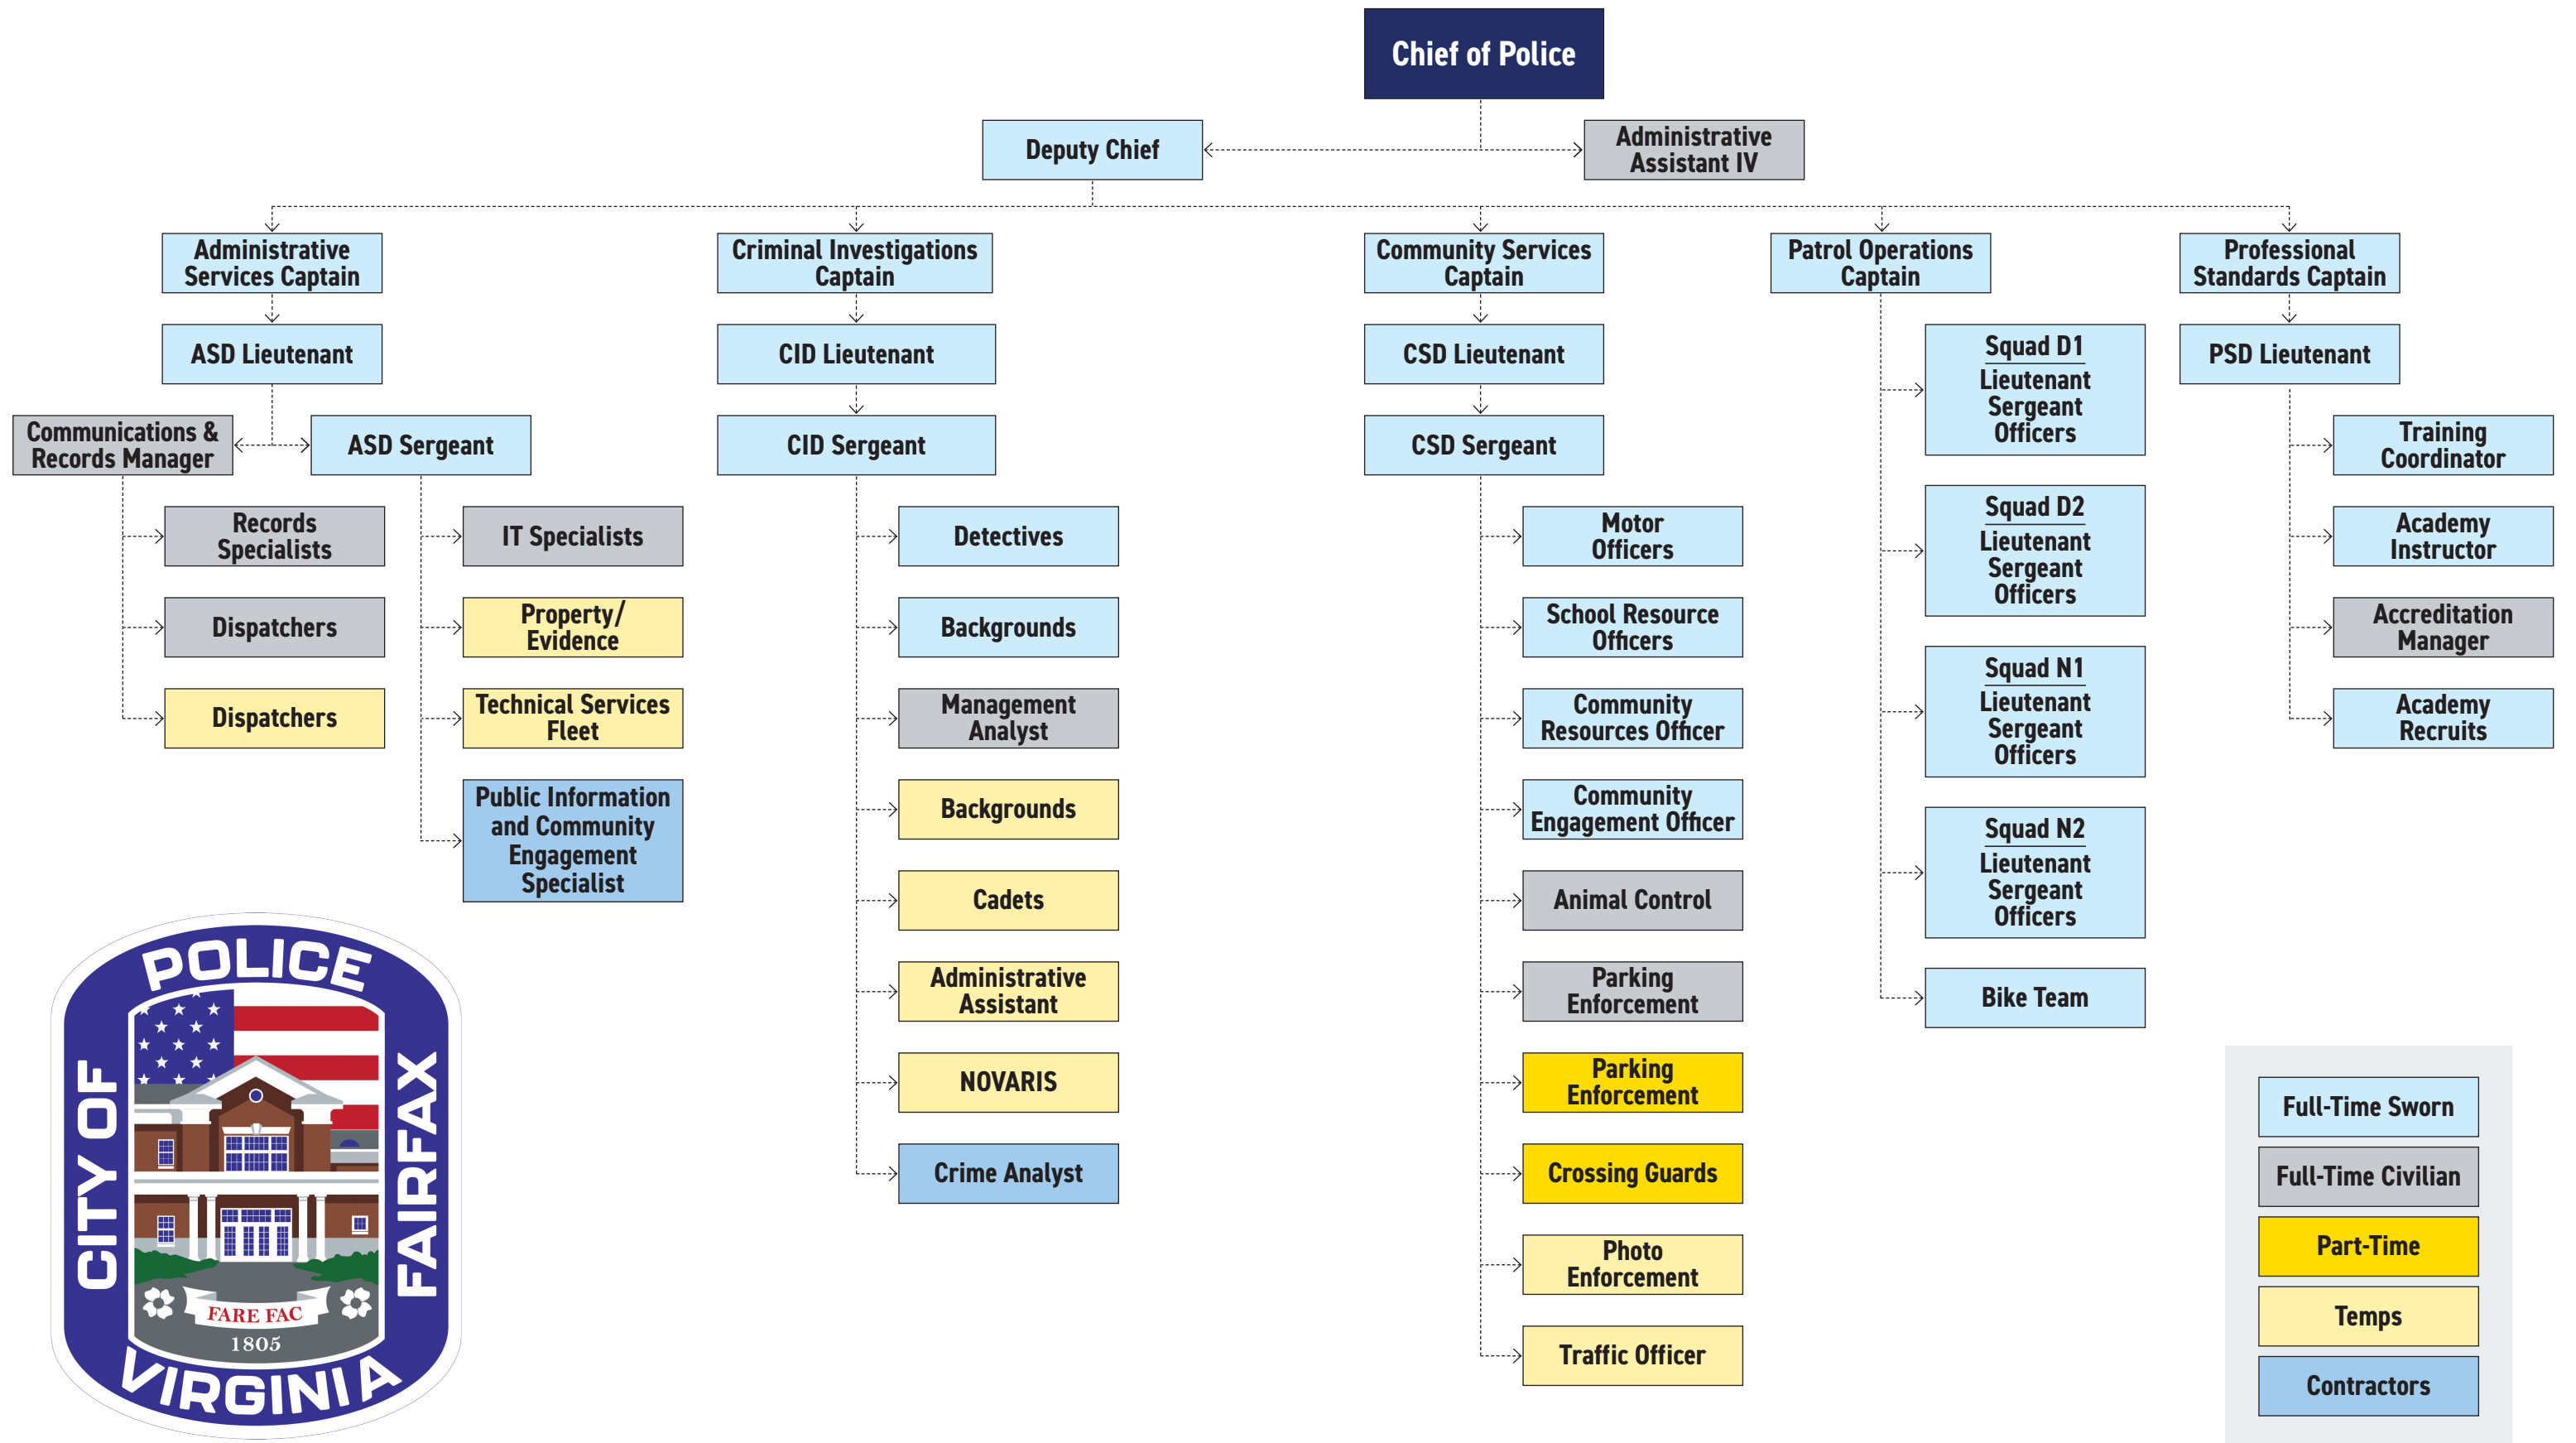 Chief of Police
Deputy Chief
Administrative
Assistant IV
Administrative
Services Captain
ASD Lieutenant
Communications &
Records Manager
Records
Specialists
Dispatchers
Dispatchers
ASD Sergeant
IT Specialists
Property/
Evidence
Technical Services
Fleet
Public Information
and Community
Engagement
Specialist
Criminal Investigations
Captain
CID Lieutenant
CID Sergeant
Detectives
Backgrounds
Management
Analyst
Backgrounds
Cadets
Administrative
Assistant
NOVARIS
Crime Analyst
Community Services
Captain
CSD Lieutenant
CSD Sergeant
Motor
Officers
School Resource
Officers
Community
Resources Officer
Community
Engagement Officer
Animal Control
Parking
Enforcement
Parking
Enforcement
Crossing Guards
Photo
Enforcement
Traffic Officer
Patrol Operations
Captain
Squad D1
Lieutenant
Sergeant
Officers
Squad D2
Lieutenant
Sergeant
Officers
Squad N1
Lieutenant
Sergeant
Officers
Squad N2
Lieutenant
Sergeant
Officers
Bike Team
Professional
Standards Captain
PSD Lieutenant
Training
Coordinator
Academy
Instructor
Accreditation
Manager
Academy
Recruits
POLICE
CITY OF
FAIRFAX
FARE FAC
1805
VIRGINIA
Full-Time Sworn
Full-Time Civilian
Part-Time
Temps
Contractors